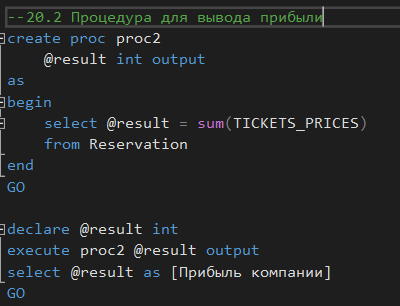 --20.2 Процедура для вывода прибыли
create proc proc2
@result int output
as
begin
select @result = sum(TICKETS_PRICES)
from Reservation
end
GO
declare @result int
execute proc2 @result output
select @result as [Прибыль компании]
GO